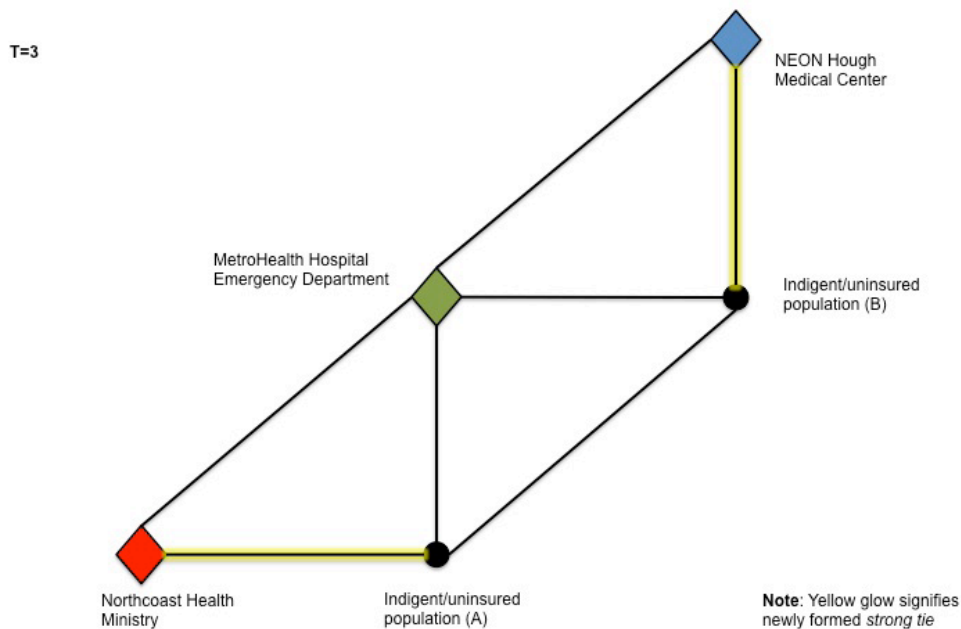 T=3
NEON Hough
Medical Center
MetroHealth Hospital
Emergency Department
Indigent/uninsured
population (B)
Northcoast Health
Ministry
Indigent/uninsured
population (A)
Note: Yellow glow signifies
newly formed strong tie